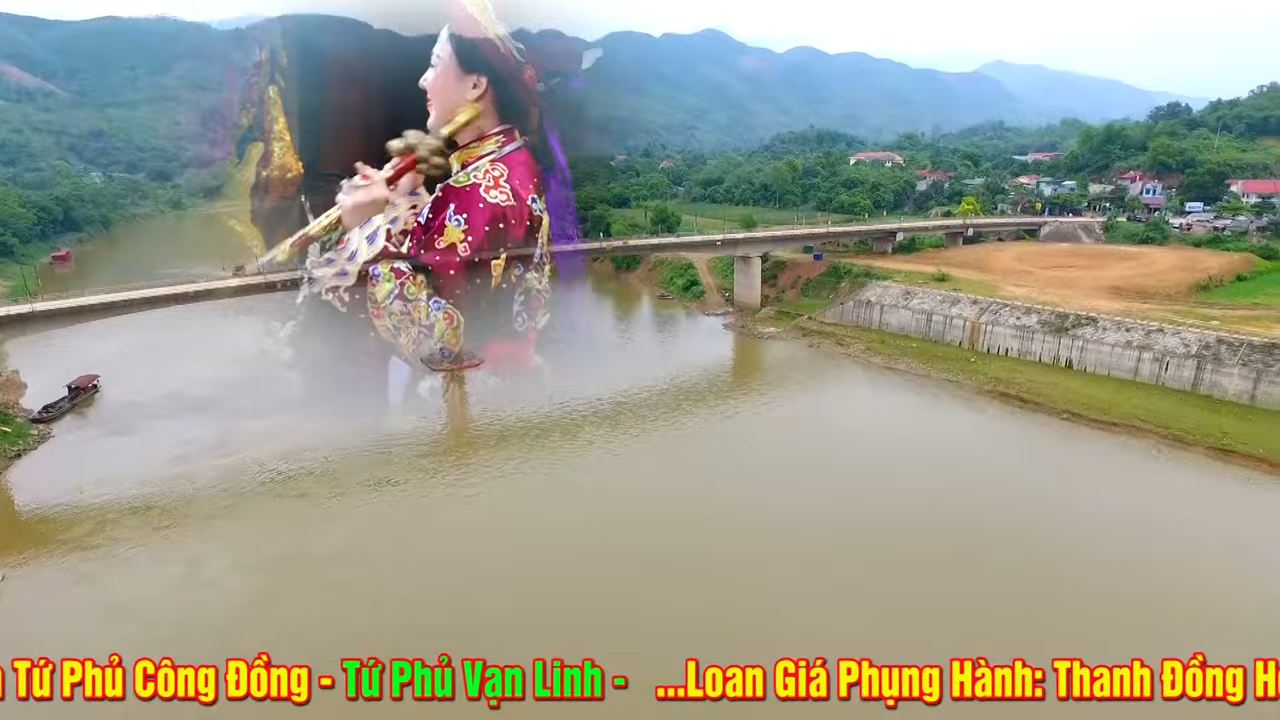 Tứ Phủ Công Đồng - Tứ Phủ Vạn Linh - ...Loan Giá Phụng Hành: Thanh Đồng